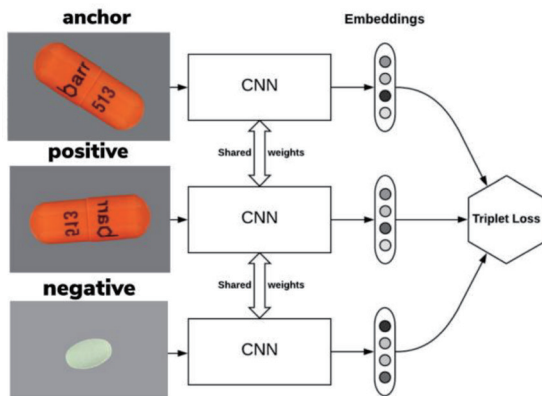 anchor
Embeddings
barr
513
CNN
Shared weights
positive
513
barr
CNN
Triplet Loss
Shared weights
negative
CNN